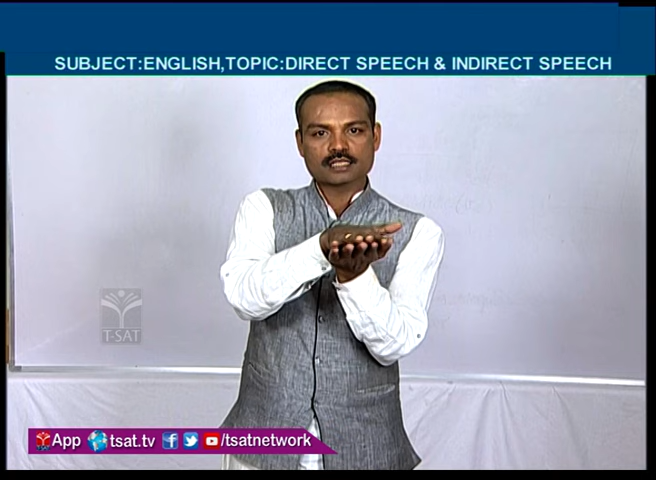 SUBJECT:ENGLISH,TOPIC:DIRECT SPEECH & INDIRECT SPEECH
T-SAT
App tsat.tv /tsatnetwork